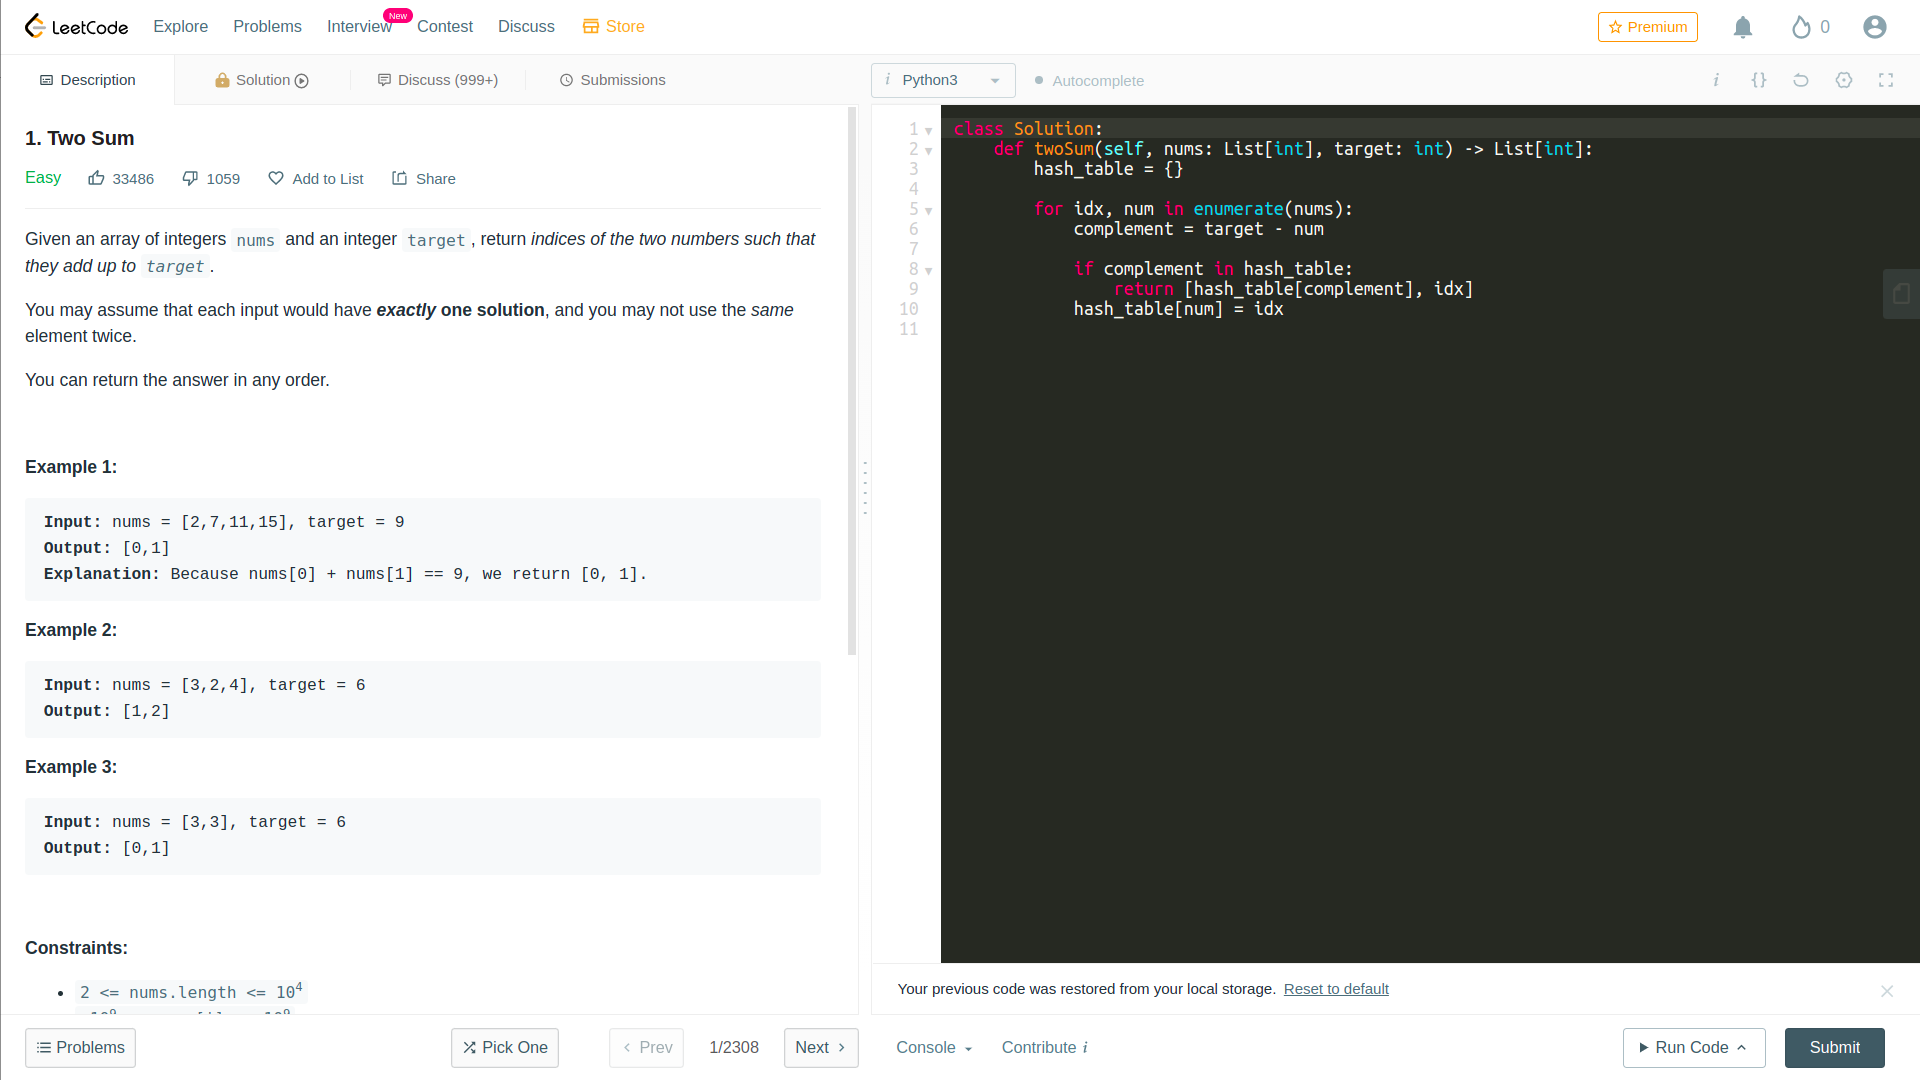 LeetCode Explore Problems Interview New Contest Discuss Store Premium 0
Description Solution Discuss (999+) Submissions
i Python3 Autocomplete i {}
1. Two Sum
Easy 33486 1059 Add to List Share
Given an array of integers nums and an integer target, return indices of the two numbers such that
they add up to target.
You may assume that each input would have exactly one solution, and you may not use the same
element twice.
You can return the answer in any order.
Example 1:
Input: nums = [2,7,11,15], target = 9
Output: [0,1]
Explanation: Because nums[0] + nums[1] == 9, we return [0, 1].
Example 2:
Input: nums = [3,2,4], target = 6
Output: [1,2]
Example 3:
Input: nums = [3,3], target = 6
Output: [0,1]
Constraints:
• 2 <= nums.length <= 10⁴
1 class Solution:
2     def twoSum(self, nums: List[int], target: int) -> List[int]:
3         hash_table = {}
4
5         for idx, num in enumerate(nums):
6             complement = target - num
7
8             if complement in hash_table:
9                 return [hash_table[complement], idx]
10             hash_table[num] = idx
11
Your previous code was restored from your local storage. Reset to default
Problems Pick One Prev 1/2308 Next Console Contribute i Run Code Submit